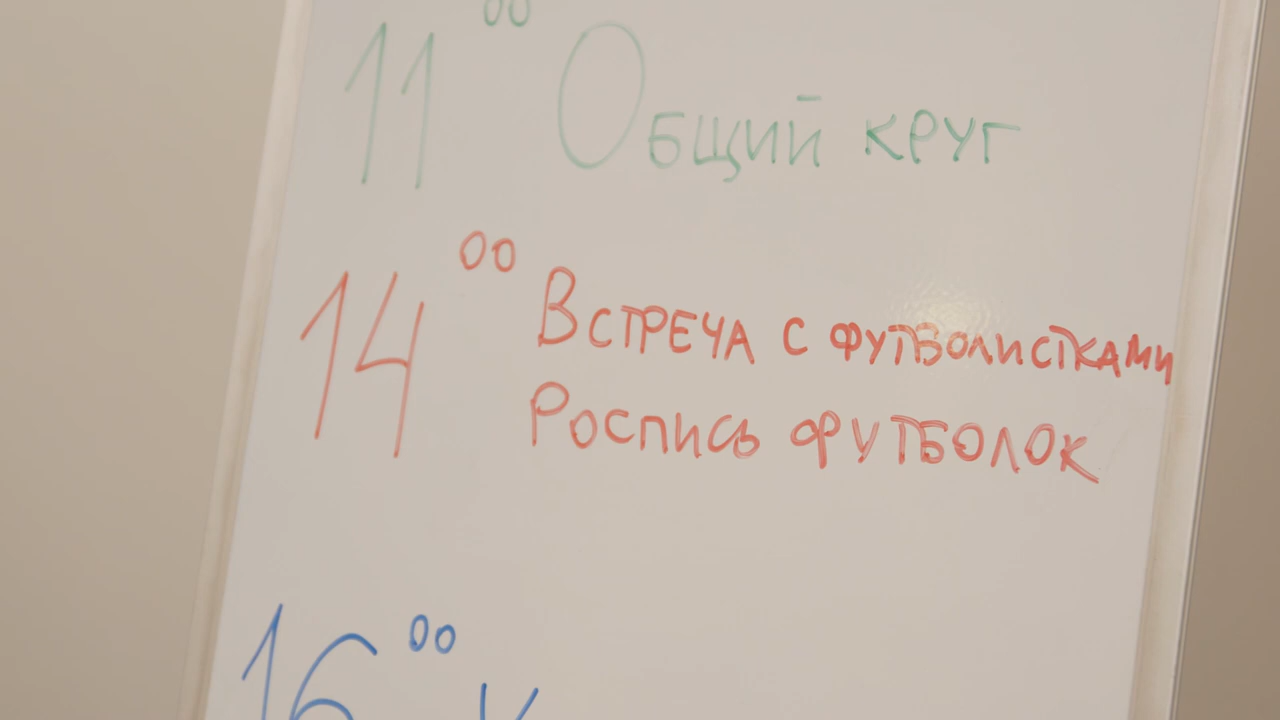 11 00 Общий круг
14 00 Встреча с футболистками
Роспись футболок
16 00